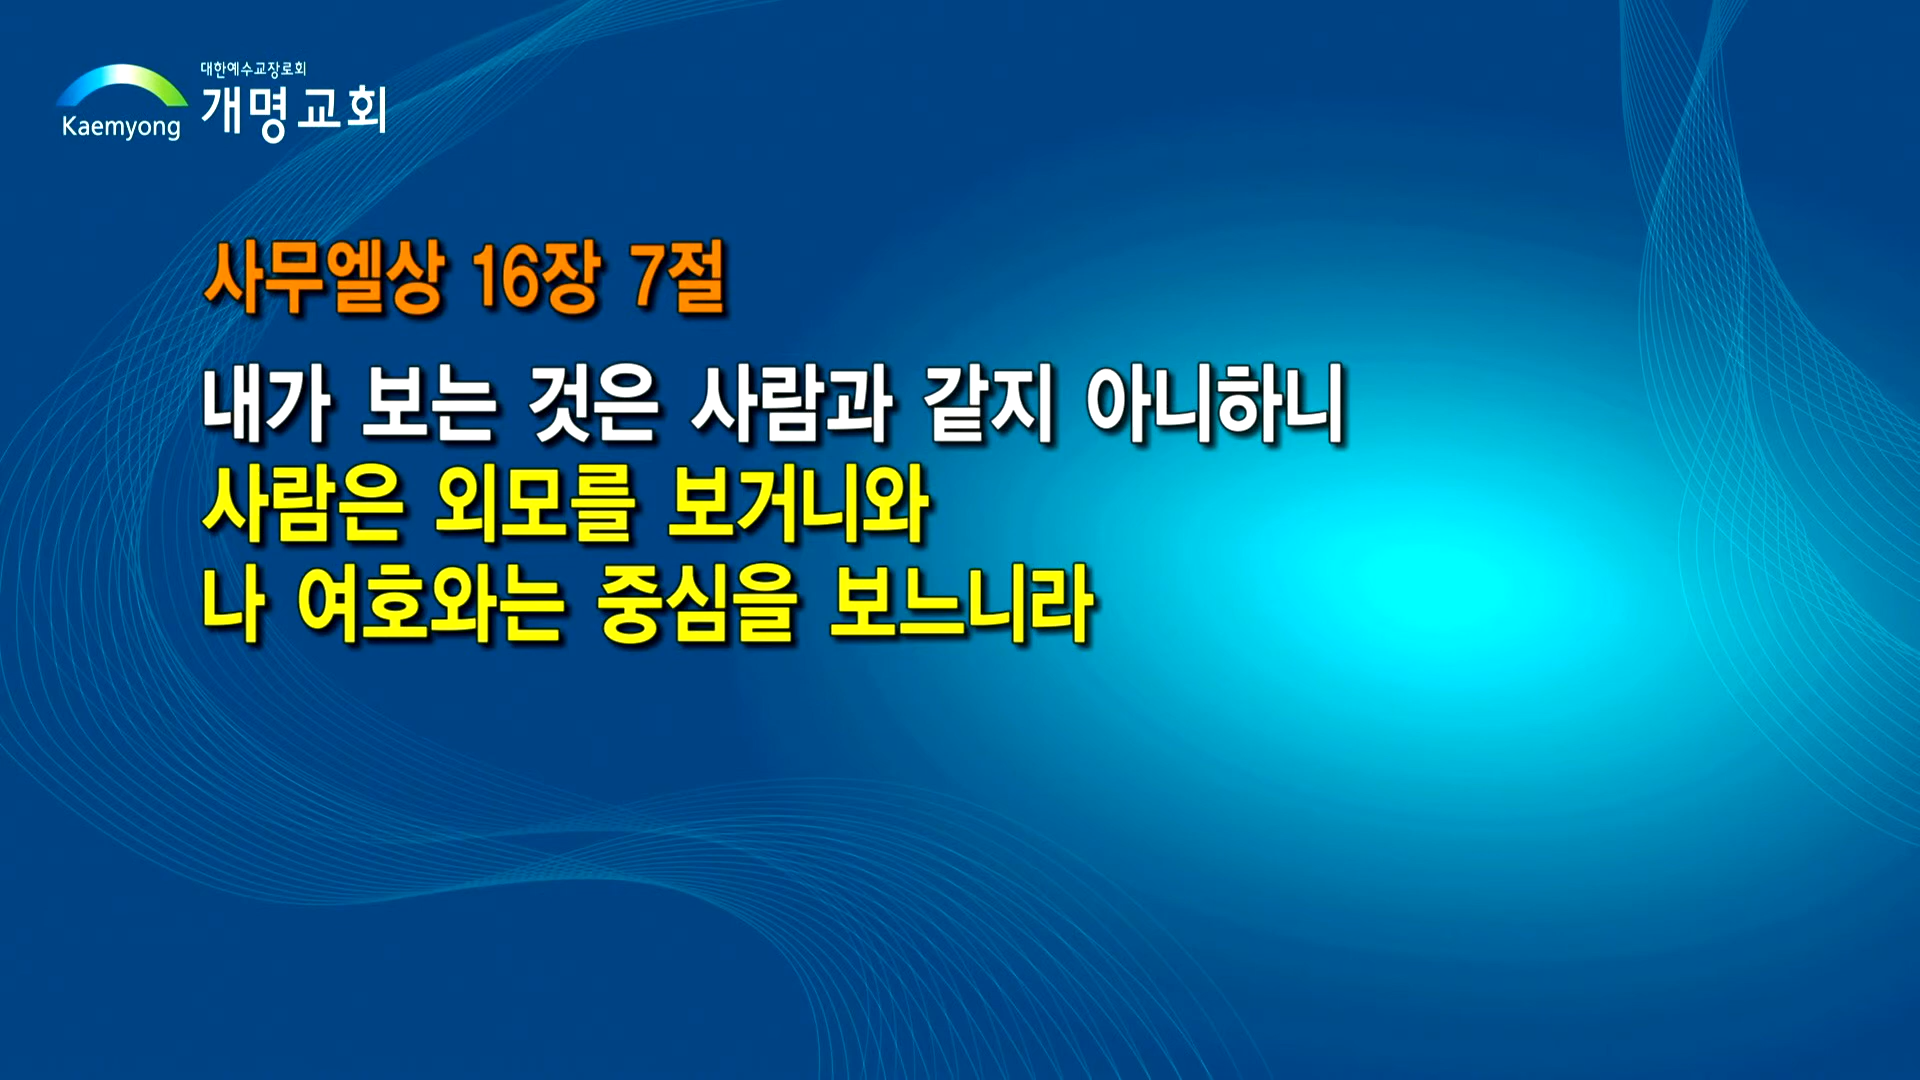 대한예수교장로회
개명교회
Kaemyong
사무엘상 16장 7절
내가 보는 것은 사람과 같지 아니하니
사람은 외모를 보거니와
나 여호와는 중심을 보느니라